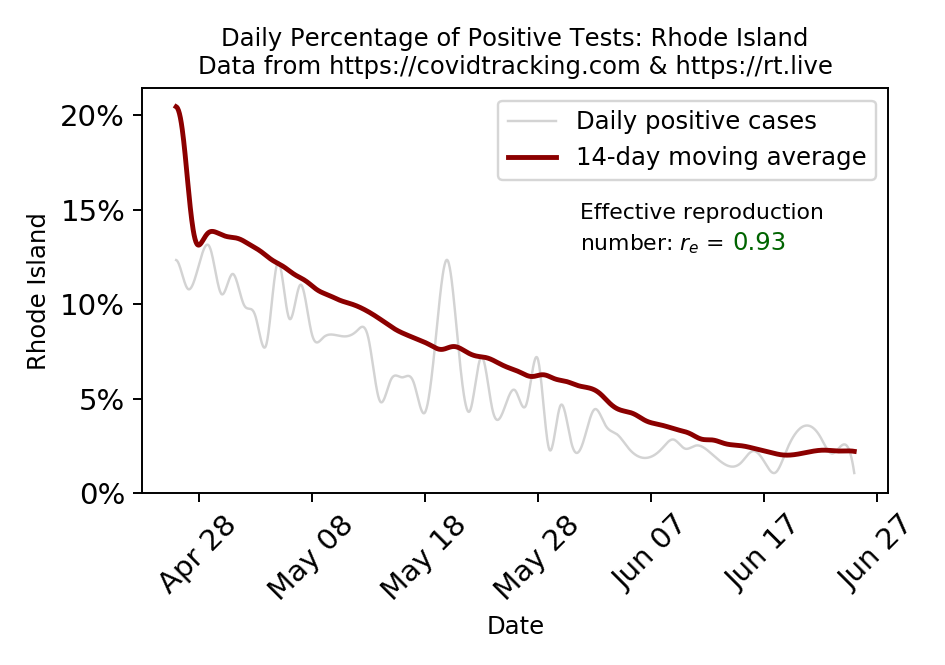 Daily Percentage of Positive Tests: Rhode Island
Data from https://covidtracking.com & https://rt.live
Daily positive cases
14-day moving average
Effective reproduction
number: re = 0.93
Rhode Island
20%
15%
10%
5%
0%
Apr 28
May 08
May 18
May 28
Jun 07
Jun 17
Jun 27
Date